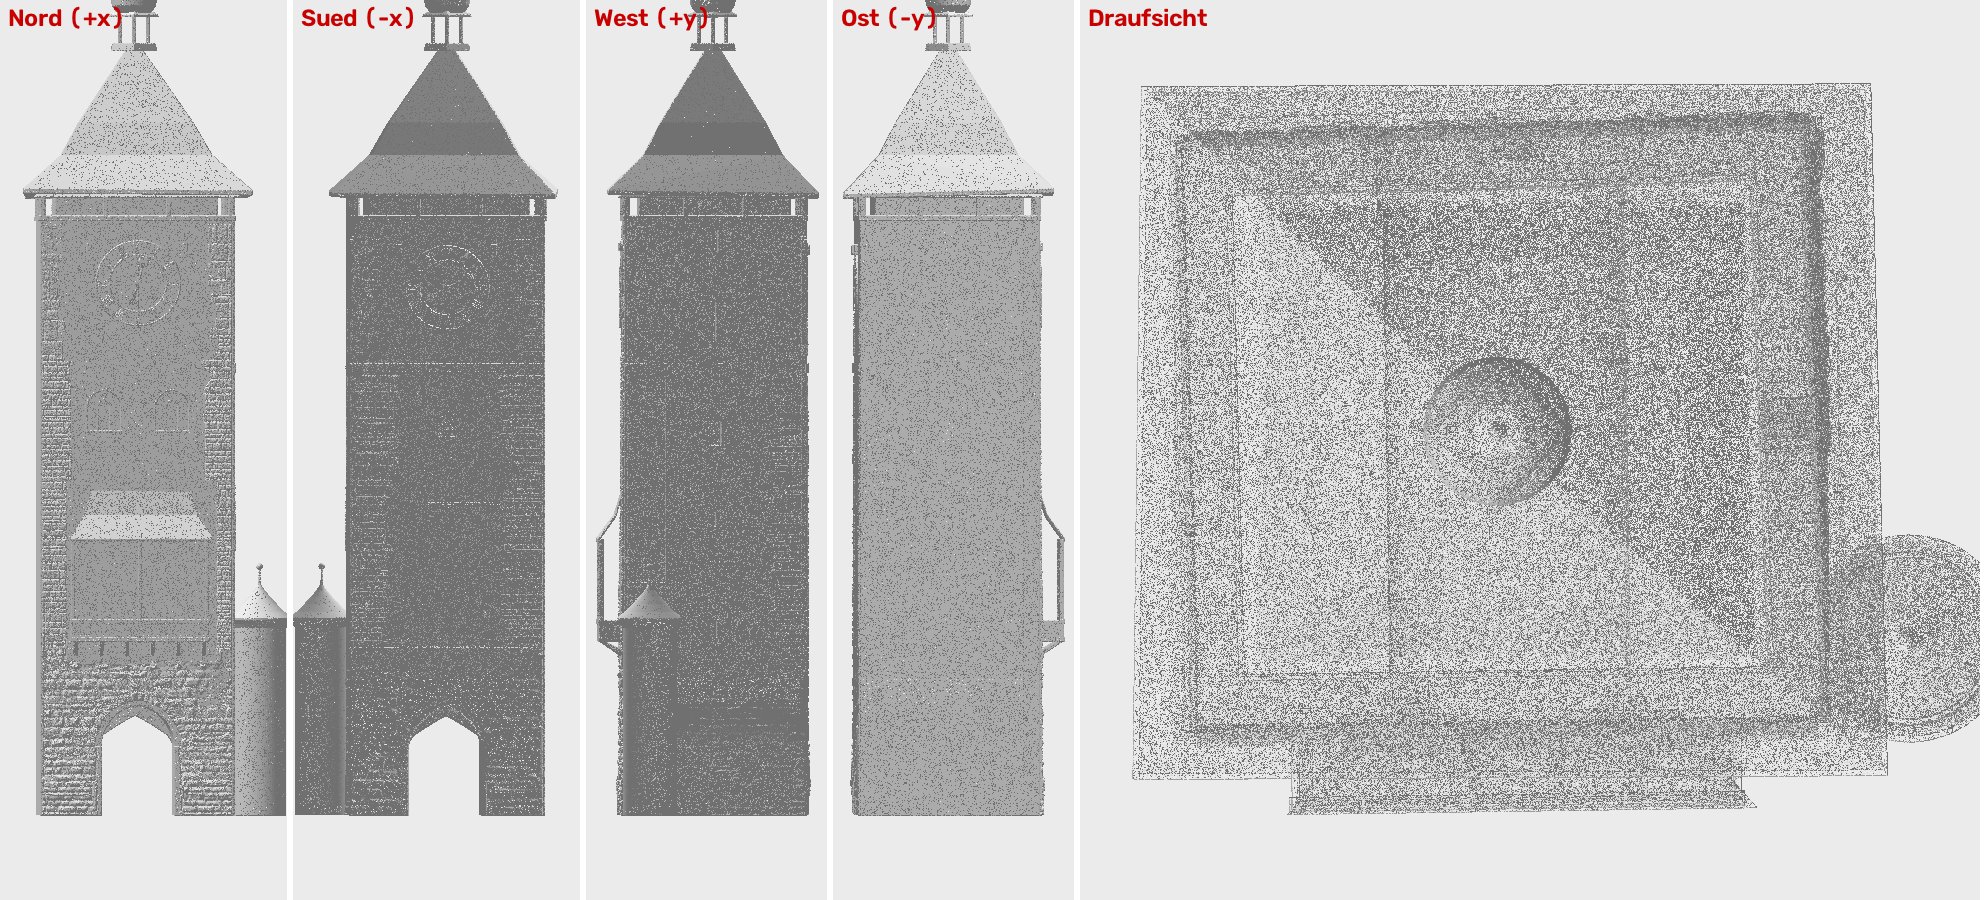 Nord (+x)
Sued (-x)
West (+y)
Ost (-y)
Draufsicht